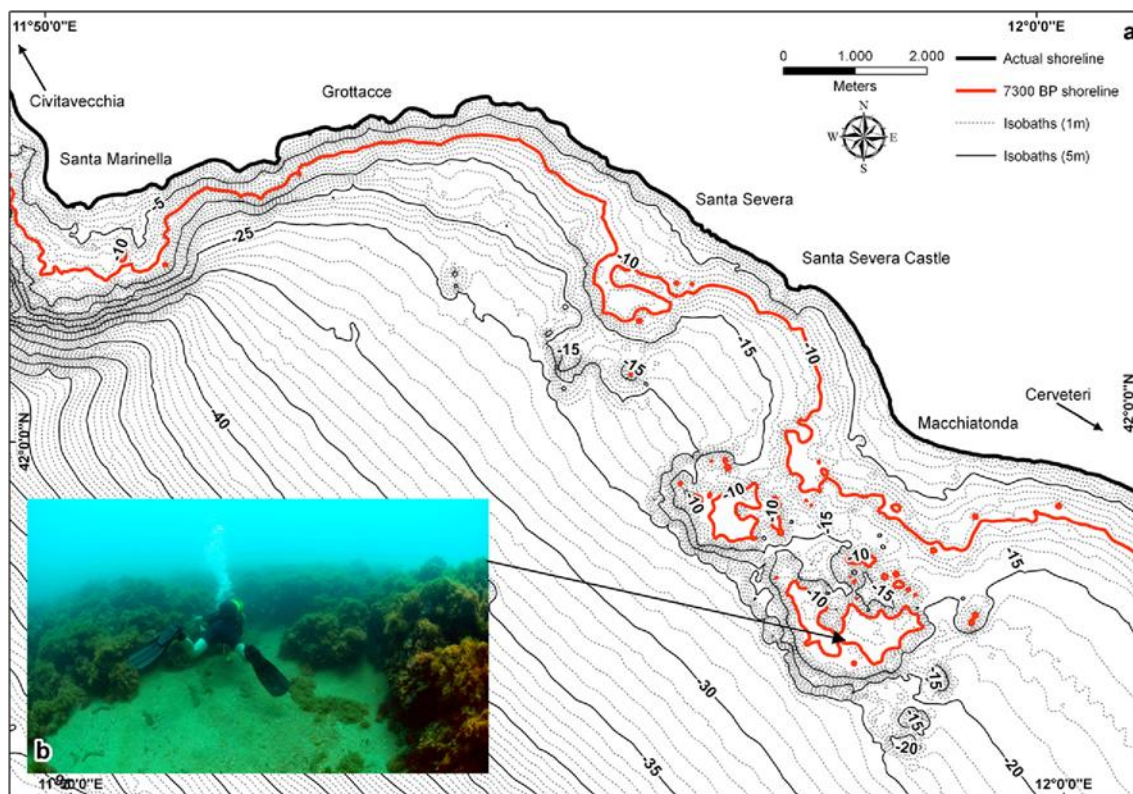 11°50'0"E
12°0'0"E
a
0 1.000 2.000
Meters
Actual shoreline
7300 BP shoreline
Isobaths (1m)
Isobaths (5m)
N
W E
S
Civitavecchia
Grottacce
Santa Marinella
Santa Severa
Santa Severa Castle
Macchiatonda
Cerveteri
42°0'0"N
42°0'0"N
-5
-10
-25
-10
-15
-15
-15
-10
-40
-10
-10
-10
-15
-10
-15
-10
-15
-15
-15
-20
-30
-35
-20
b
12°0'0"E